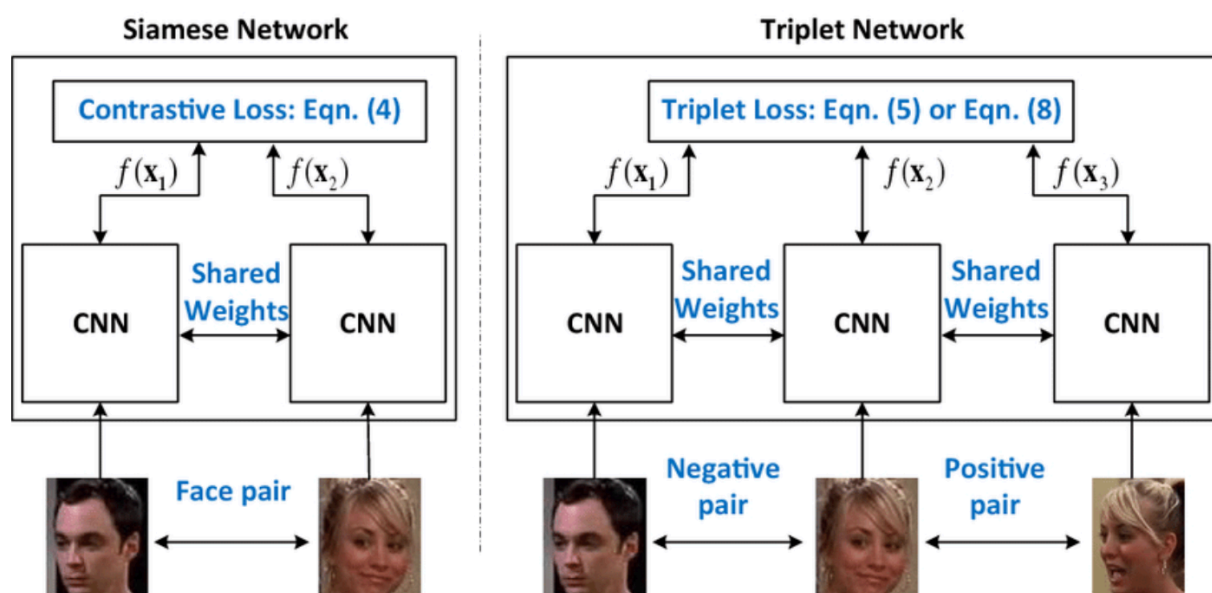 Siamese Network
Triplet Network
Contrastive Loss: Eqn. (4)
Triplet Loss: Eqn. (5) or Eqn. (8)
f(x₁)
f(x₂)
f(x₁)
f(x₂)
f(x₃)
CNN
Shared
Weights
CNN
CNN
Shared
Weights
CNN
Shared
Weights
CNN
Face pair
Negative
pair
Positive
pair